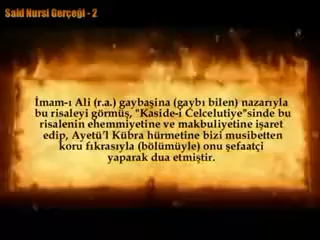 Said Nursi Gerçeği - 2
İmam-ı Ali (r.a.) gaybaşina (gaybı bilen) nazarıyla
bu risaleyi görmüş, "Kaside-i Celcelutiye"sinde bu
risalenin ehemmiyetine ve makbuliyetine işaret
edip, Ayetü'l Kübra hürmetine bizi musibetten
koru fıkrasıyla (bölümüyle) onu şefaatçi
yaparak dua etmiştir.